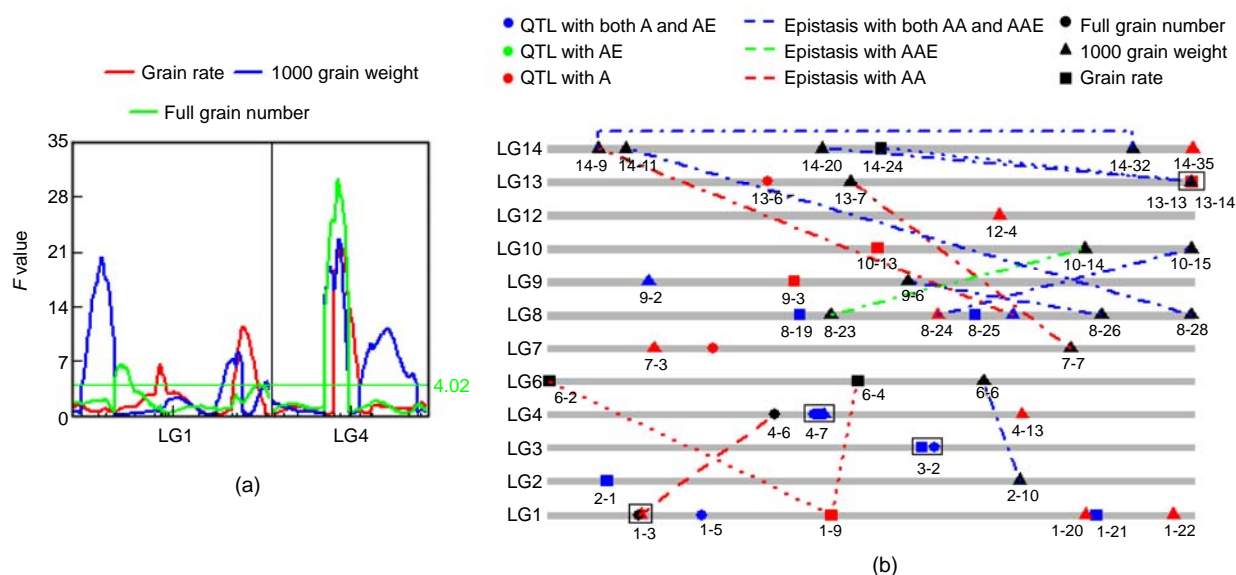 Grain rate 1000 grain weight
Full grain number
F value
35
28
21
14
7
0
4.02
LG1 LG4
(a)
QTL with both A and AE Epistasis with both AA and AAE Full grain number
QTL with AE Epistasis with AAE 1000 grain weight
QTL with A Epistasis with AA Grain rate
LG14
14-9 14-11 14-20 14-24 14-32 14-35
LG13
13-6 13-7 13-13 13-14
LG12
12-4
LG10
10-13 10-14 10-15
LG9
9-2 9-3 9-6
LG8
8-19 8-23 8-24 8-25 8-26 8-28
LG7
7-3 7-7
LG6
6-2 6-4 6-6
LG4
4-6 4-7 4-13
LG3
3-2
LG2
2-1 2-10
LG1
1-3 1-5 1-9 1-20 1-21 1-22
(b)